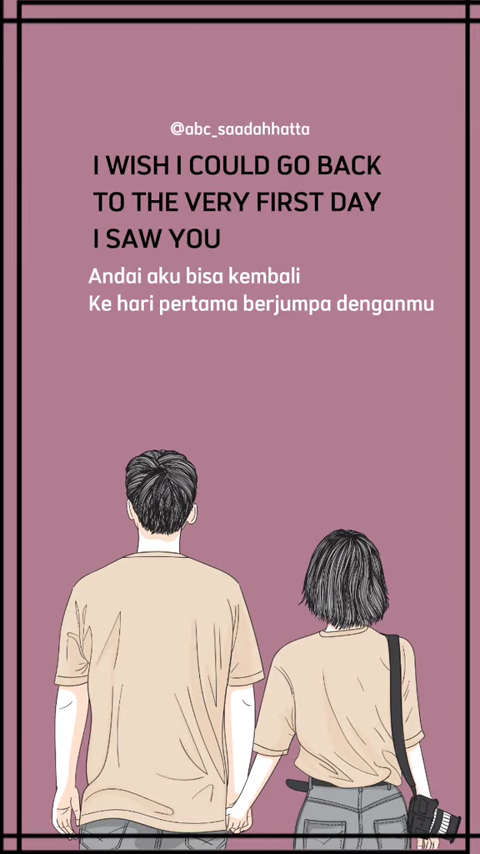 @abc_saadahhatta
I WISH I COULD GO BACK
TO THE VERY FIRST DAY
I SAW YOU
Andai aku bisa kembali
Ke hari pertama berjumpa denganmu